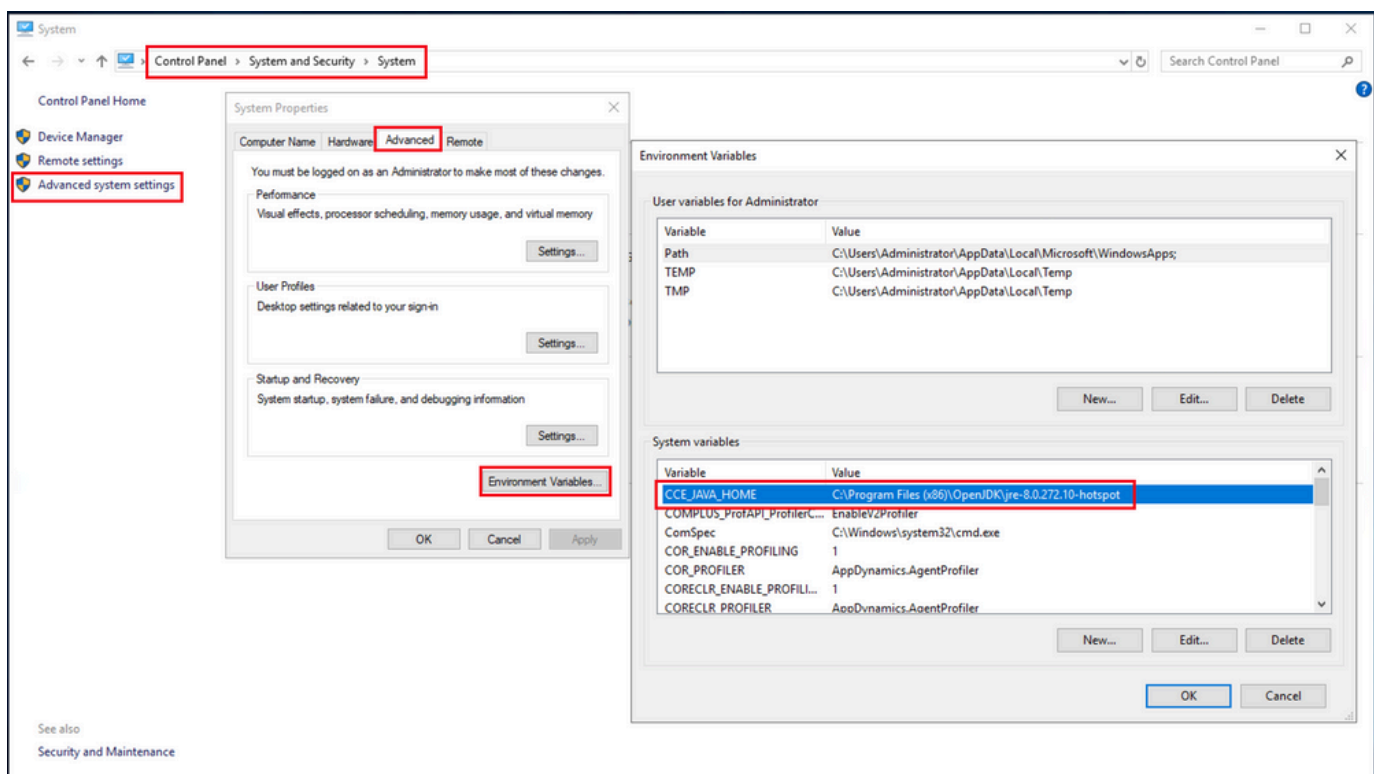 System
Control Panel > System and Security > System
Search Control Panel
Control Panel Home
Device Manager
Remote settings
Advanced system settings
System Properties
Computer Name Hardware Advanced Remote
You must be logged on as an Administrator to make most of these changes.
Performance
Visual effects, processor scheduling, memory usage, and virtual memory
Settings...
User Profiles
Desktop settings related to your sign-in
Settings...
Startup and Recovery
System startup, system failure, and debugging information
Settings...
Environment Variables...
OK Cancel Apply
Environment Variables
User variables for Administrator
Variable Value
Path C:\Users\Administrator\AppData\Local\Microsoft\WindowsApps;
TEMP C:\Users\Administrator\AppData\Local\Temp
TMP C:\Users\Administrator\AppData\Local\Temp
New... Edit... Delete
System variables
Variable Value
CCE_JAVA_HOME C:\Program Files (x86)\OpenJDK\jre-8.0.272.10-hotspot
COMPLUS_ProfAPI_ProfilerC... EnableV2Profiler
ComSpec C:\Windows\system32\cmd.exe
COR_ENABLE_PROFILING 1
COR_PROFILER AppDynamics.AgentProfiler
CORECLR_ENABLE_PROFILI... 1
CORECLR_PROFILER AppDynamics.AgentProfiler
New... Edit... Delete
OK Cancel
See also
Security and Maintenance